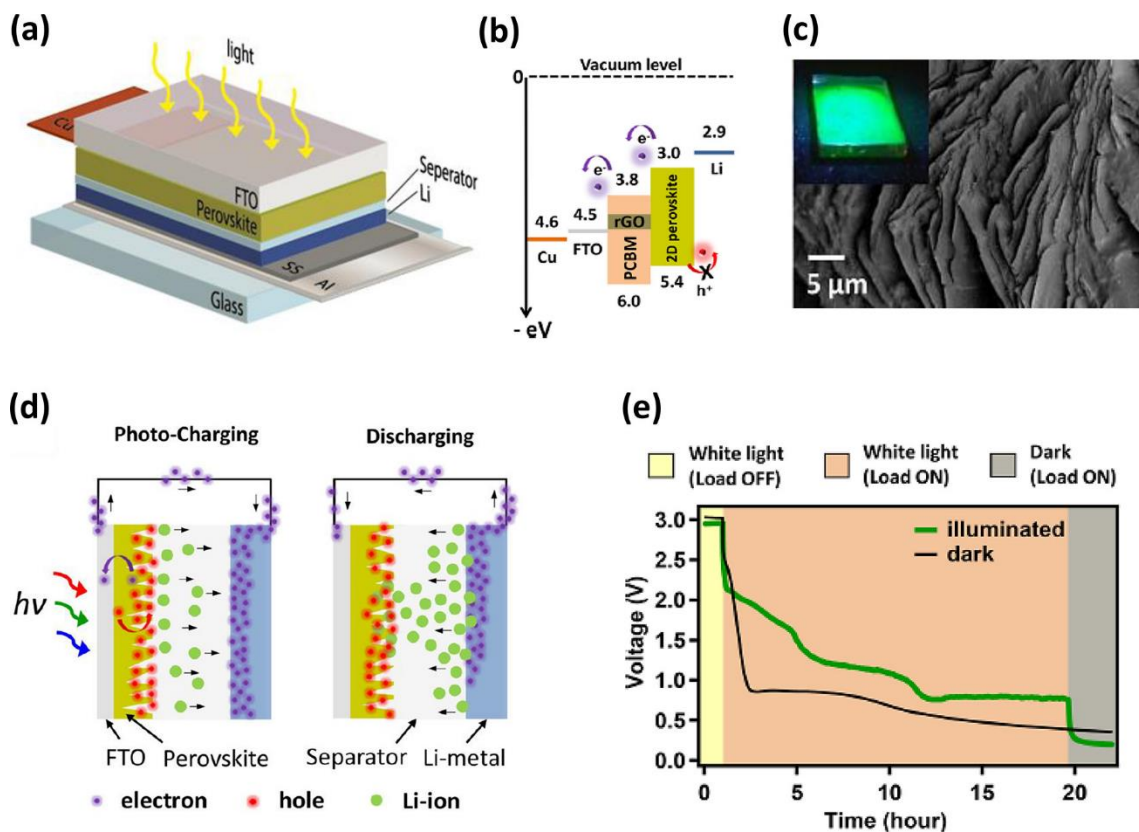 (a)
light
Cu
FTO
Perovskite
Seperator
Li
SS
Al
Glass
(b)
0
Vacuum level
e-
e-
2.9
Li
3.0
3.8
4.6
Cu
4.5
FTO
rGO
PCBM
2D perovskite
6.0
5.4
X
h+
- eV
(c)
5 μm
(d)
Photo-Charging
Discharging
hν
FTO
Perovskite
Separator
Li-metal
electron
hole
Li-ion
(e)
White light
(Load OFF)
White light
(Load ON)
Dark
(Load ON)
illuminated
dark
Voltage (V)
3.0
2.5
2.0
1.5
1.0
0.5
0.0
0
5
10
15
20
Time (hour)